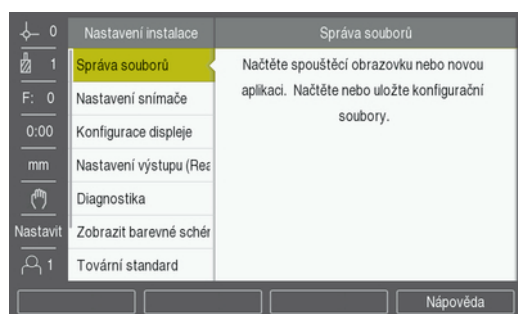 0
Nastavení instalace
Správa souborů
1
Správa souborů
Načtěte spouštěcí obrazovku nebo novou
aplikaci. Načtěte nebo uložte konfigurační
soubory.
F: 0
Nastavení snímače
0:00
Konfigurace displeje
mm
Nastavení výstupu (Rea
Diagnostika
Nastavit
Zobrazit barevné schér
1
Tovární standard
Nápověda